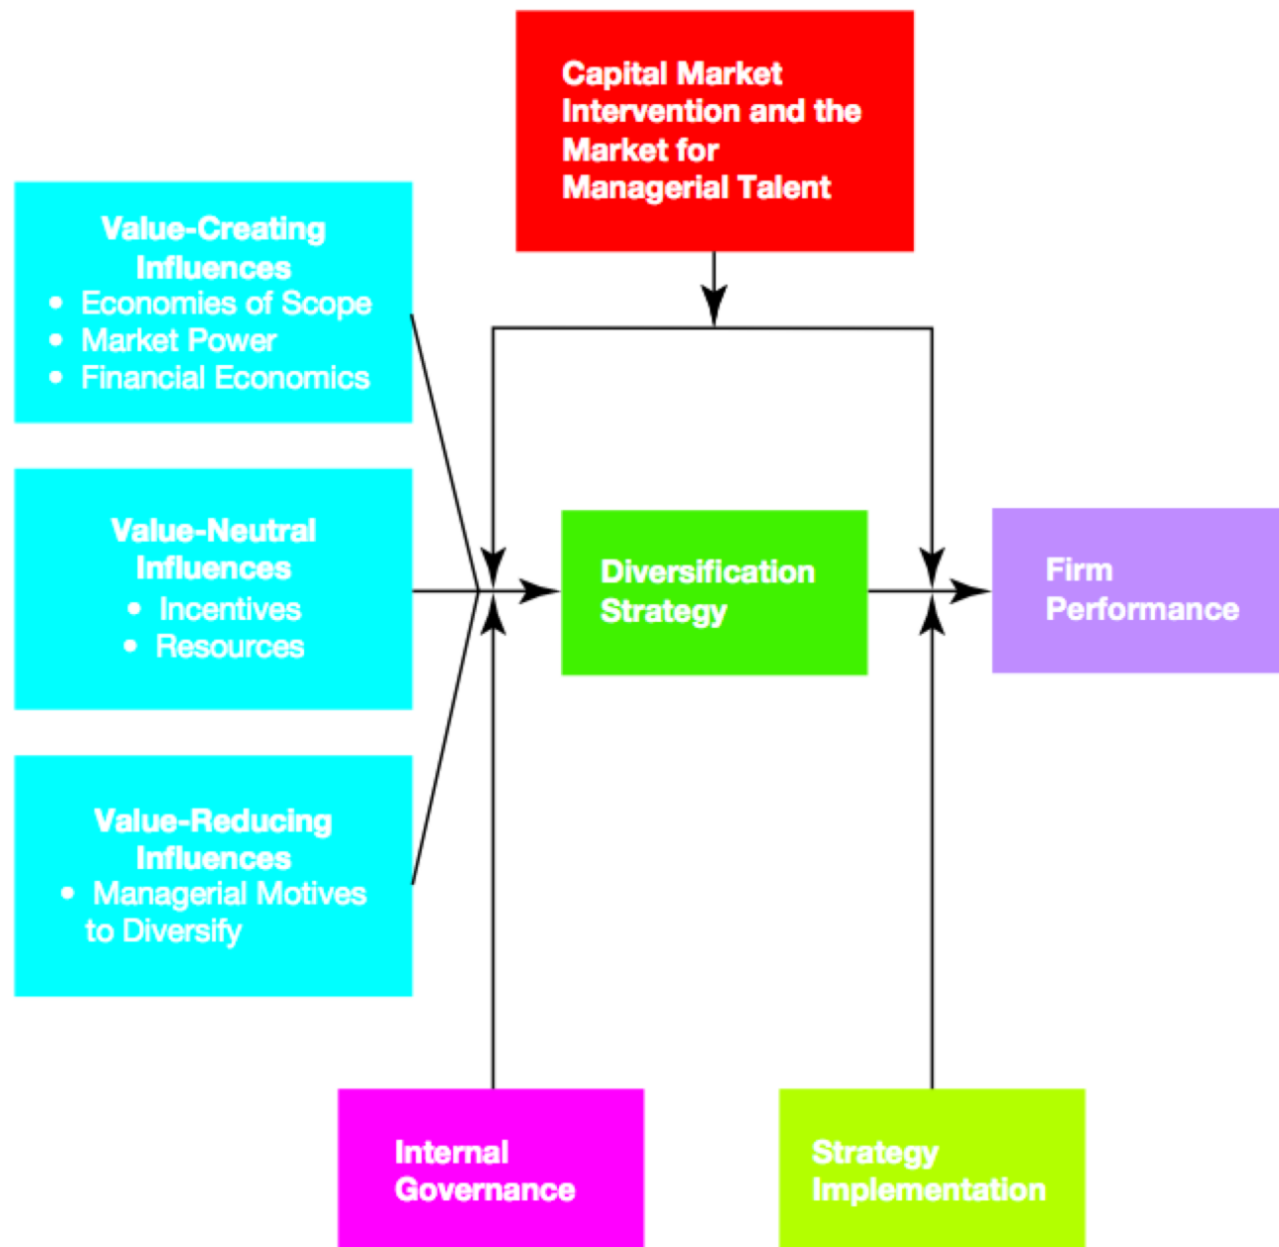 Capital Market
Intervention and the
Market for
Managerial Talent
Value-Creating
Influences
• Economies of Scope
• Market Power
• Financial Economics
Value-Neutral
Influences
• Incentives
• Resources
Diversification
Strategy
Firm
Performance
Value-Reducing
Influences
• Managerial Motives
to Diversify
Internal
Governance
Strategy
Implementation